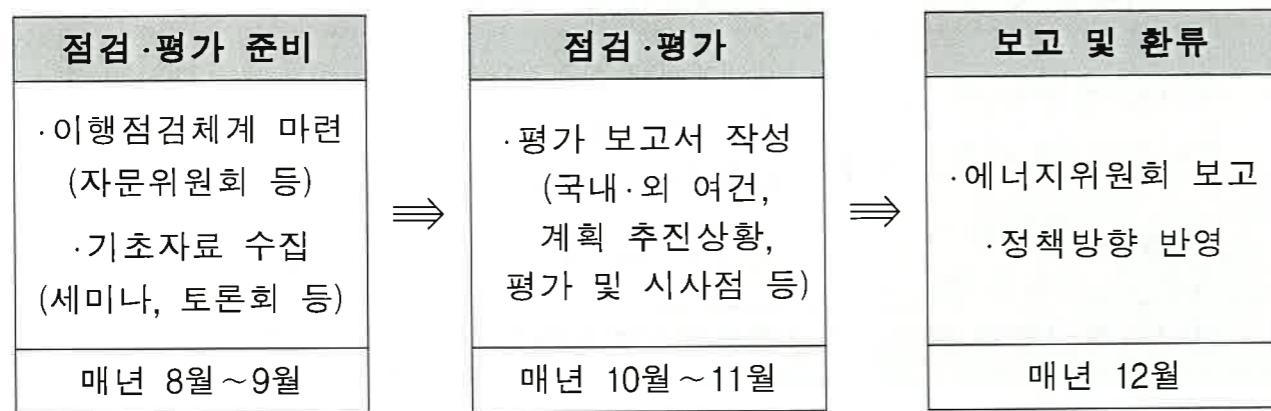 점검·평가 준비
·이행점검체계 마련
(자문위원회 등)
·기초자료 수집
(세미나, 토론회 등)
매년 8월~9월
⇒
점검·평가
·평가 보고서 작성
(국내·외 여건,
계획 추진상황,
평가 및 시사점 등)
매년 10월~11월
⇒
보고 및 환류
·에너지위원회 보고
·정책방향 반영
매년 12월